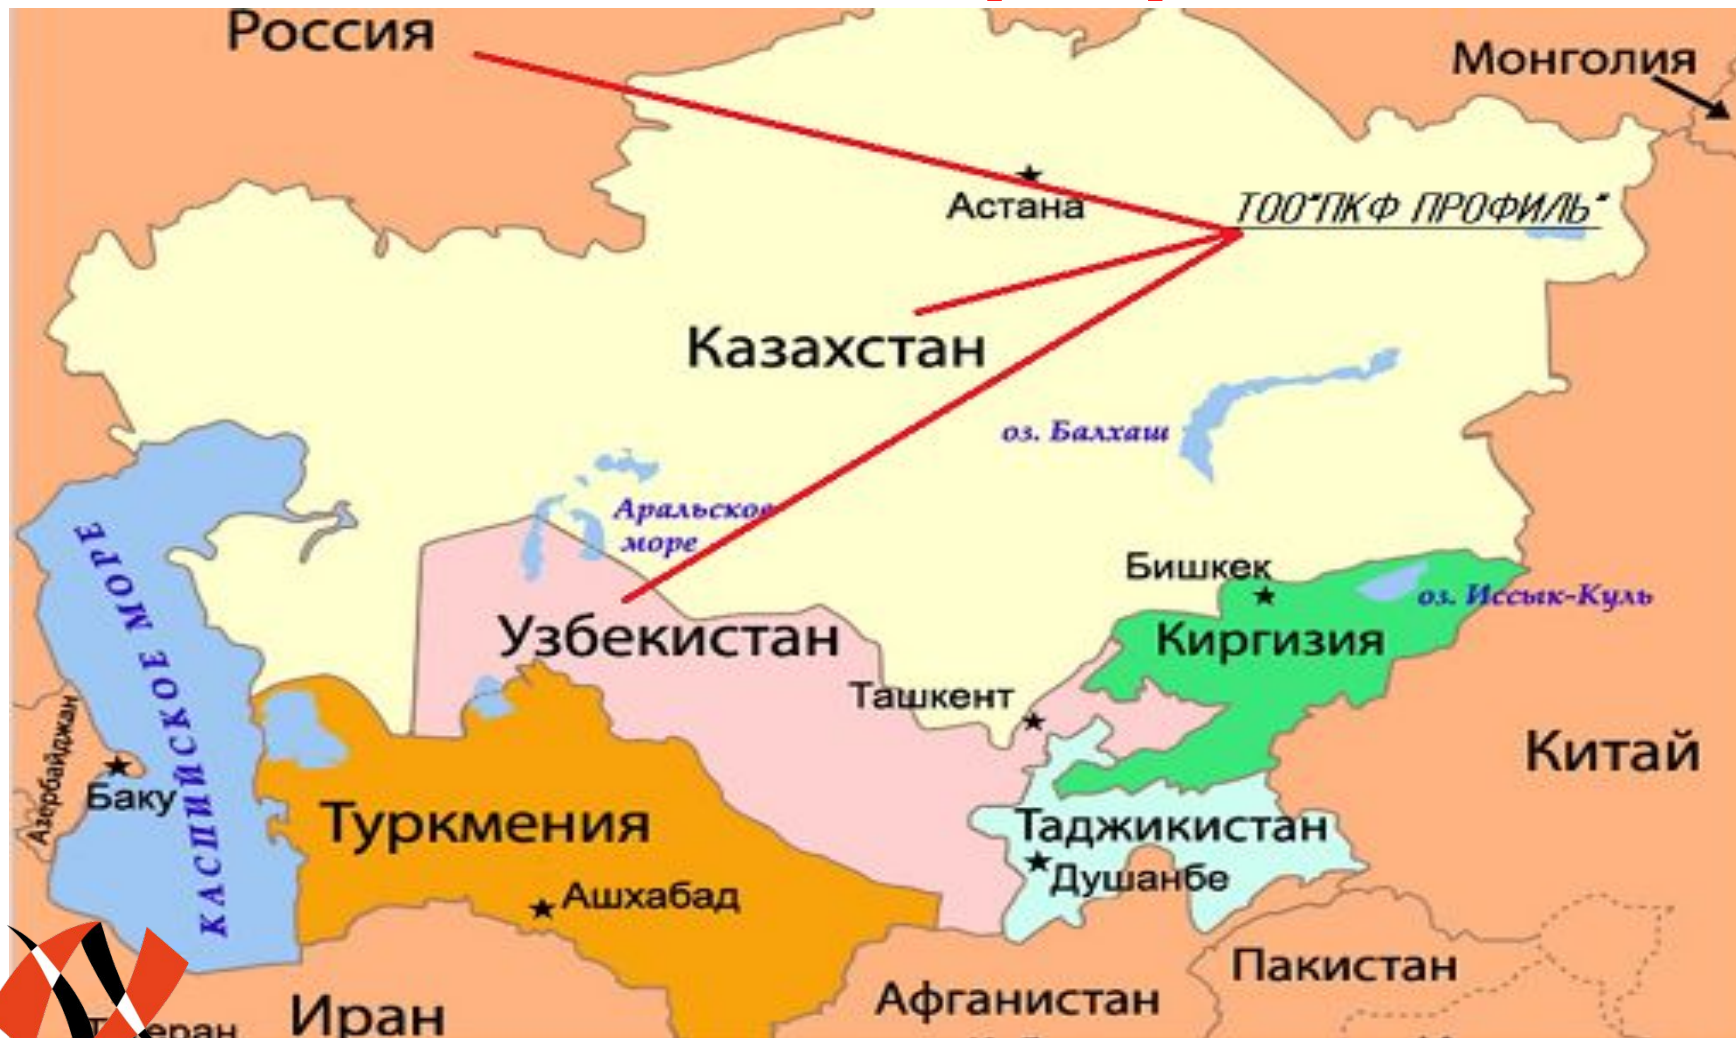 Россия
Монголия
Астана
ТОО"ПКФ ПРОФИЛЬ"
Казахстан
оз. Балхаш
Аральское
море
КАСПИЙСКОЕ МОРЕ
Бишкек
оз. Иссык-Куль
Узбекистан
Киргизия
Ташкент
Азербайджан
Баку
Китай
Туркмения
Таджикистан
Душанбе
Ашхабад
Пакистан
Афганистан
Иран